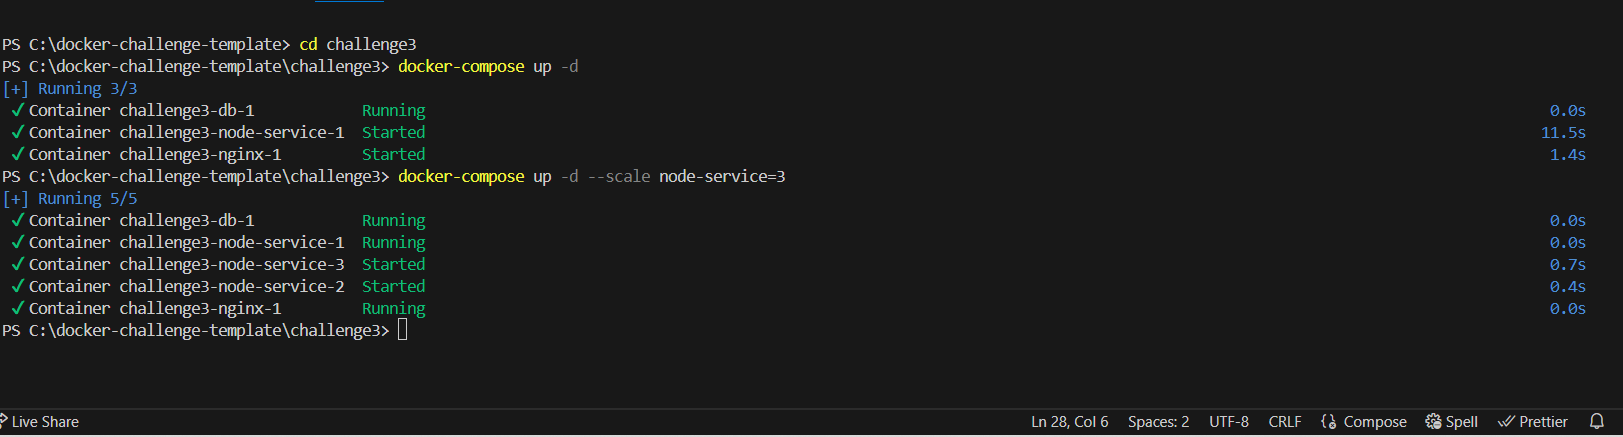 PS C:\docker-challenge-template> cd challenge3
PS C:\docker-challenge-template\challenge3> docker-compose up -d
[+] Running 3/3
✔ Container challenge3-db-1 Running 0.0s
✔ Container challenge3-node-service-1 Started 11.5s
✔ Container challenge3-nginx-1 Started 1.4s
PS C:\docker-challenge-template\challenge3> docker-compose up -d --scale node-service=3
[+] Running 5/5
✔ Container challenge3-db-1 Running 0.0s
✔ Container challenge3-node-service-1 Running 0.0s
✔ Container challenge3-node-service-3 Started 0.7s
✔ Container challenge3-node-service-2 Started 0.4s
✔ Container challenge3-nginx-1 Running 0.0s
PS C:\docker-challenge-template\challenge3>
Live Share Ln 28, Col 6 Spaces: 2 UTF-8 CRLF Compose Spell Prettier